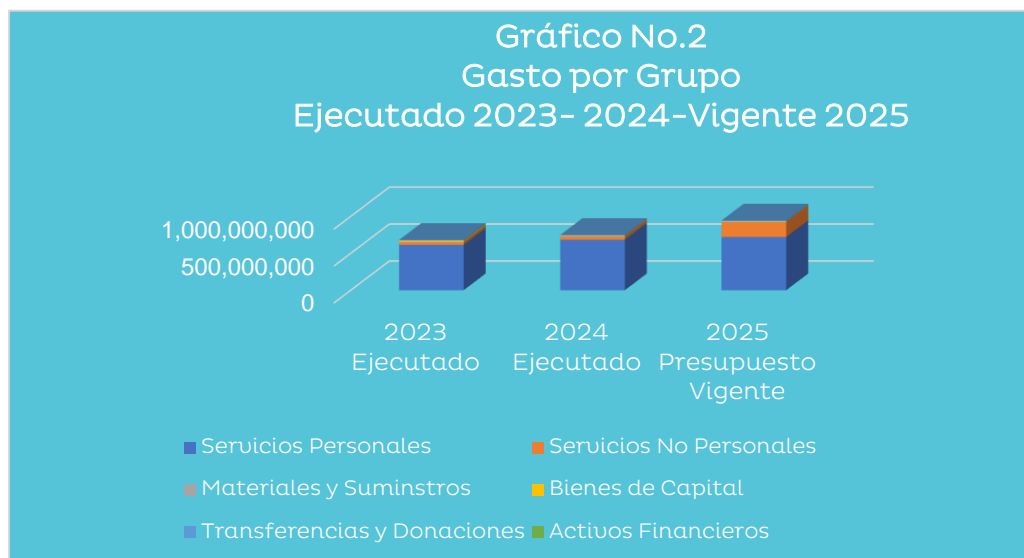 Gráfico No.2
Gasto por Grupo
Ejecutado 2023- 2024-Vigente 2025
1,000,000,000
500,000,000
0
2023
Ejecutado
2024
Ejecutado
2025
Presupuesto
Vigente
Servicios Personales
Servicios No Personales
Materiales y Suminstros
Bienes de Capital
Transferencias y Donaciones
Activos Financieros